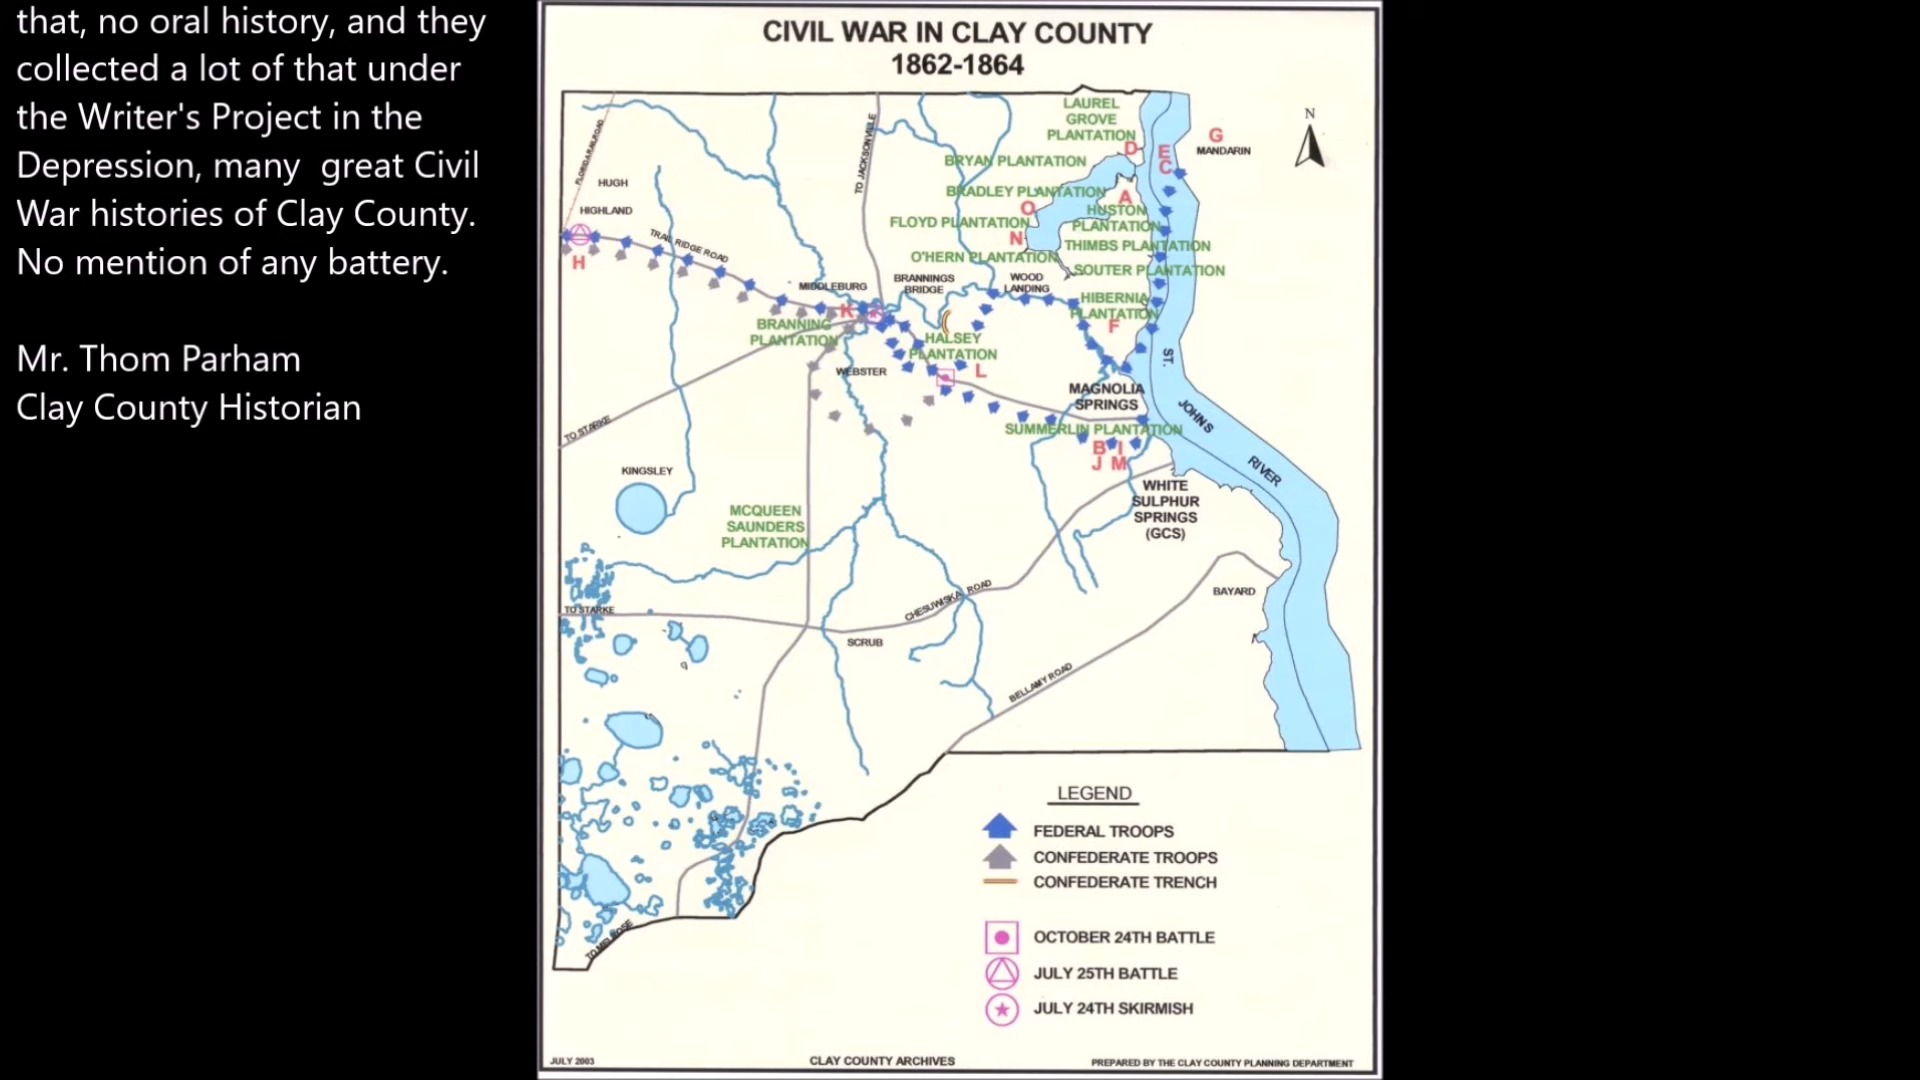 that, no oral history, and they
collected a lot of that under
the Writer's Project in the
Depression, many  great Civil
War histories of Clay County.
No mention of any battery.
Mr. Thom Parham
Clay County Historian
CIVIL WAR IN CLAY COUNTY
1862-1864
LAUREL
GROVE
PLANTATION
D
E
C
G
MANDARIN
N
BRYAN PLANTATION
BRADLEY PLANTATION
A
O
HUSTON
PLANTATION
FLOYD PLANTATION
N
THIMBS PLANTATION
O'HERN PLANTATION
SOUTER PLANTATION
TO JACKSONVILLE
HUGH
HIGHLAND
TRAIL RIDGE ROAD
H
MIDDLEBURG
BRANNINGS
BRIDGE
WOOD
LANDING
HIBERNIA
PLANTATION
F
K
BRANNING
PLANTATION
HALSEY
PLANTATION
L
WEBSTER
MAGNOLIA
SPRINGS
ST.
JOHNS
RIVER
SUMMERLIN PLANTATION
B I
J M
TO STARKE
KINGSLEY
WHITE
SULPHUR
SPRINGS
(GCS)
MCQUEEN
SAUNDERS
PLANTATION
BAYARD
CHESUWISKA ROAD
TO STARKE
SCRUB
BELLAMY ROAD
TO MELROSE
LEGEND
FEDERAL TROOPS
CONFEDERATE TROOPS
CONFEDERATE TRENCH
OCTOBER 24TH BATTLE
JULY 25TH BATTLE
JULY 24TH SKIRMISH
JULY 2003
CLAY COUNTY ARCHIVES
PREPARED BY THE CLAY COUNTY PLANNING DEPARTMENT